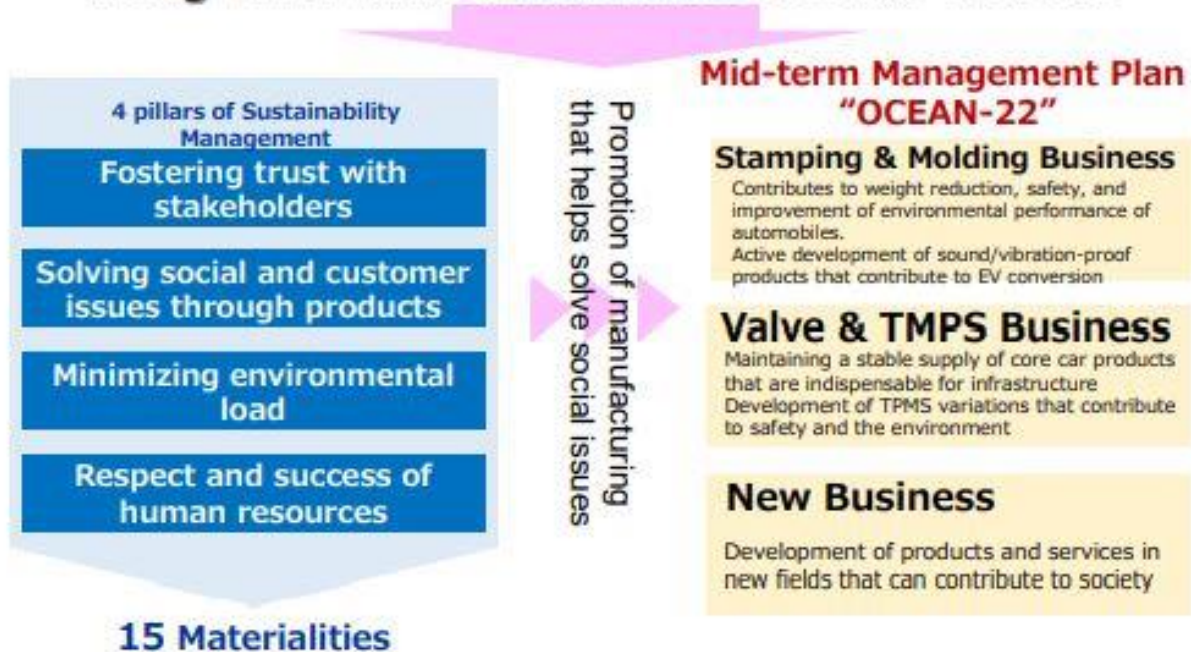 4 pillars of Sustainability
Management
Fostering trust with
stakeholders
Solving social and customer
issues through products
Minimizing environmental
load
Respect and success of
human resources
15 Materialities
Promotion of manufacturing
that helps solve social issues
Mid-term Management Plan
“OCEAN-22”
Stamping & Molding Business
Contributes to weight reduction, safety, and
improvement of environmental performance of
automobiles.
Active development of sound/vibration-proof
products that contribute to EV conversion
Valve & TMPS Business
Maintaining a stable supply of core car products
that are indispensable for infrastructure
Development of TPMS variations that contribute
to safety and the environment
New Business
Development of products and services in
new fields that can contribute to society